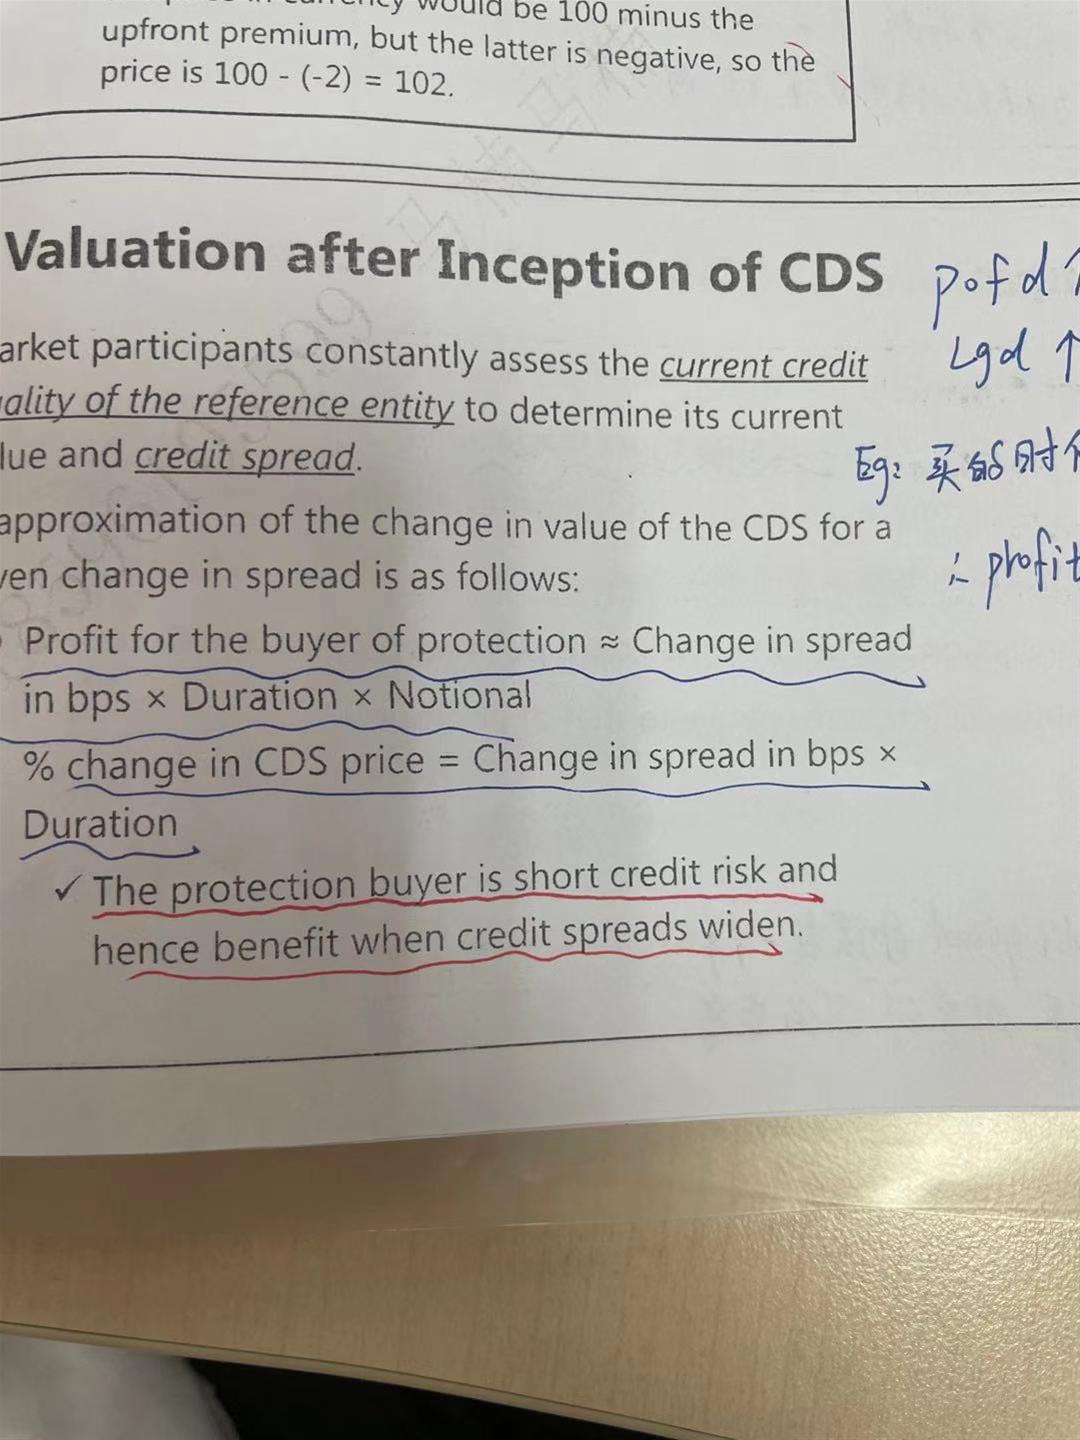 would be 100 minus the
upfront premium, but the latter is negative, so the
price is 100 - (-2) = 102.
Valuation after Inception of CDS
pofd ↑
arket participants constantly assess the current credit
Lgd ↑
ality of the reference entity to determine its current
lue and credit spread.
Eg: 买的时
approximation of the change in value of the CDS for a
ven change in spread is as follows:
∴ profit
Profit for the buyer of protection ≈ Change in spread
in bps × Duration × Notional
% change in CDS price = Change in spread in bps ×
Duration
✓ The protection buyer is short credit risk and
hence benefit when credit spreads widen.